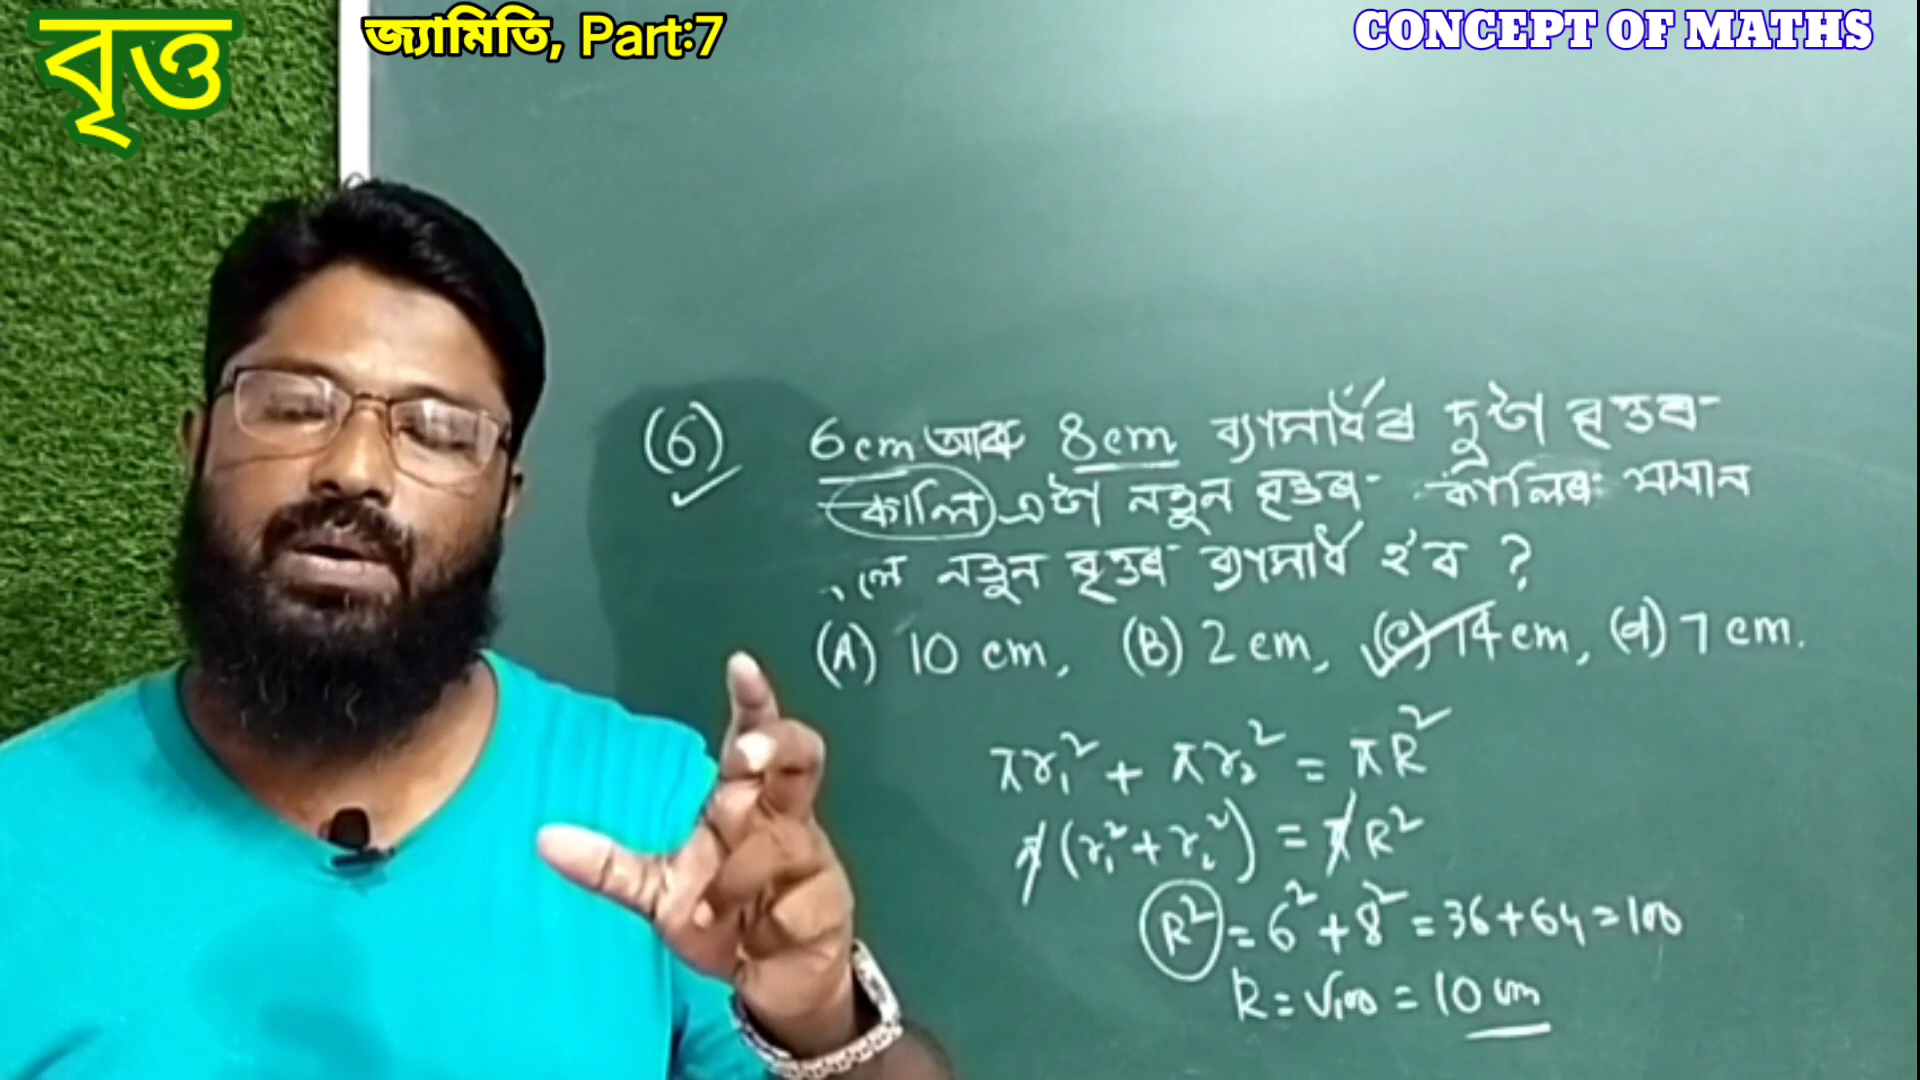 বৃত্ত
জ্যামিতি, Part:7
CONCEPT OF MATHS
(6) 6cm আৰু 8cm ব্যাসাৰ্ধৰ দুটা বৃত্তৰ
কালি এটা নতুন বৃত্তৰ কালিৰ সমান
লে নতুন বৃত্তৰ ব্যাসাৰ্ধ হ'ব ?
(A) 10 cm, (B) 2 cm, (C) 14 cm, (d) 7 cm.
πr₁² + πr₂² = πR²
π(r₁²+r₂²) = πR²
R² = 6²+8² = 36+64 = 100
R = √100 = 10 cm